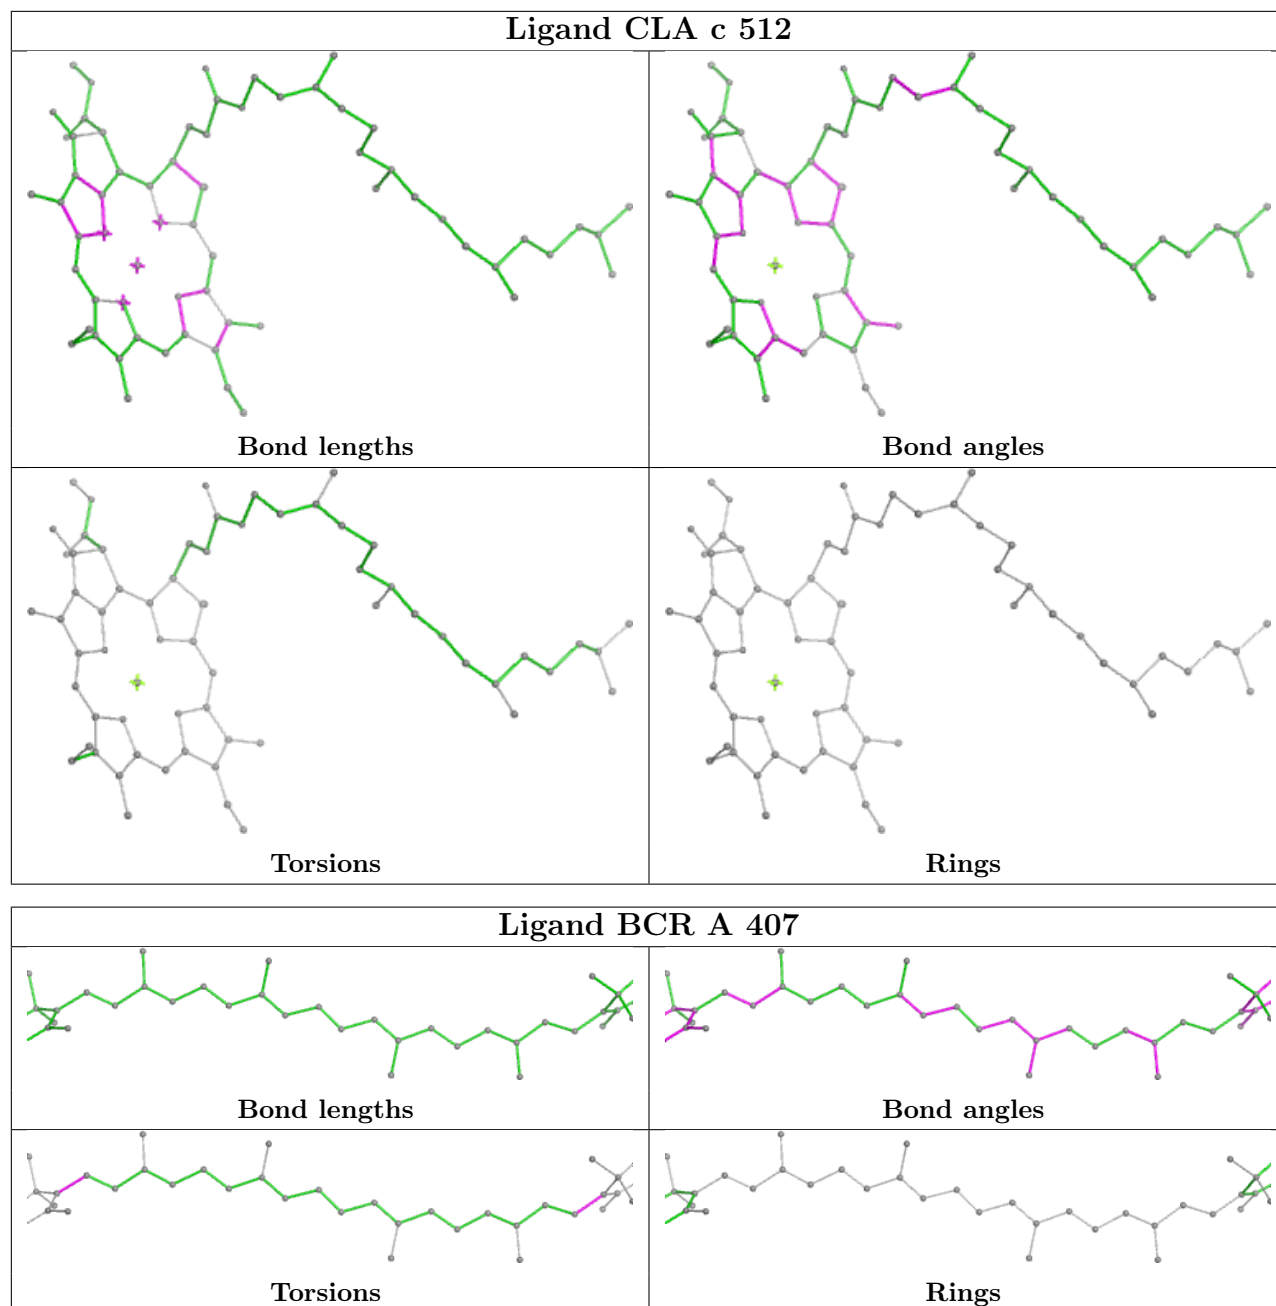 Ligand CLA c 512
Bond lengths
Bond angles
Torsions
Rings
Ligand BCR A 407
Bond lengths
Bond angles
Torsions
Rings